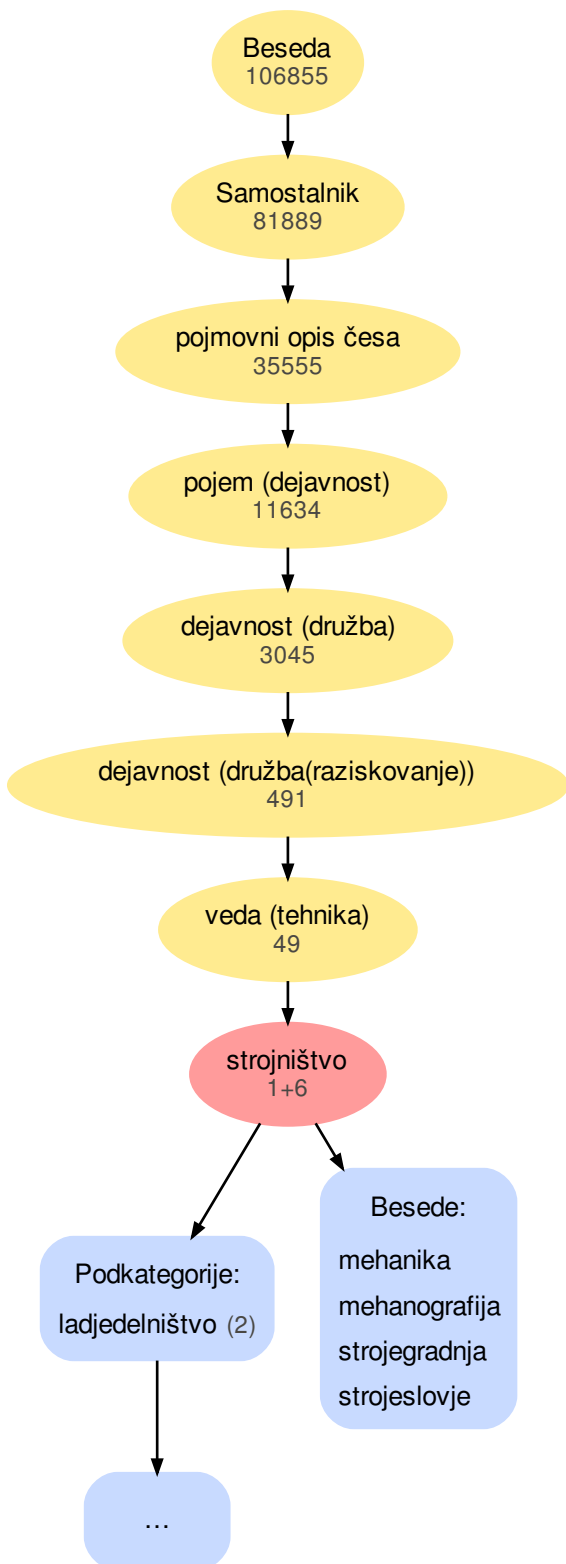 Beseda
106855
Samostalnik
81889
pojmovni opis česa
35555
pojem (dejavnost)
11634
dejavnost (družba)
3045
dejavnost (družba(raziskovanje))
491
veda (tehnika)
49
strojništvo
1+6
Podkategorije:
ladjedelništvo (2)
Besede:
mehanika
mehanografija
strojegradnja
strojeslovje
...